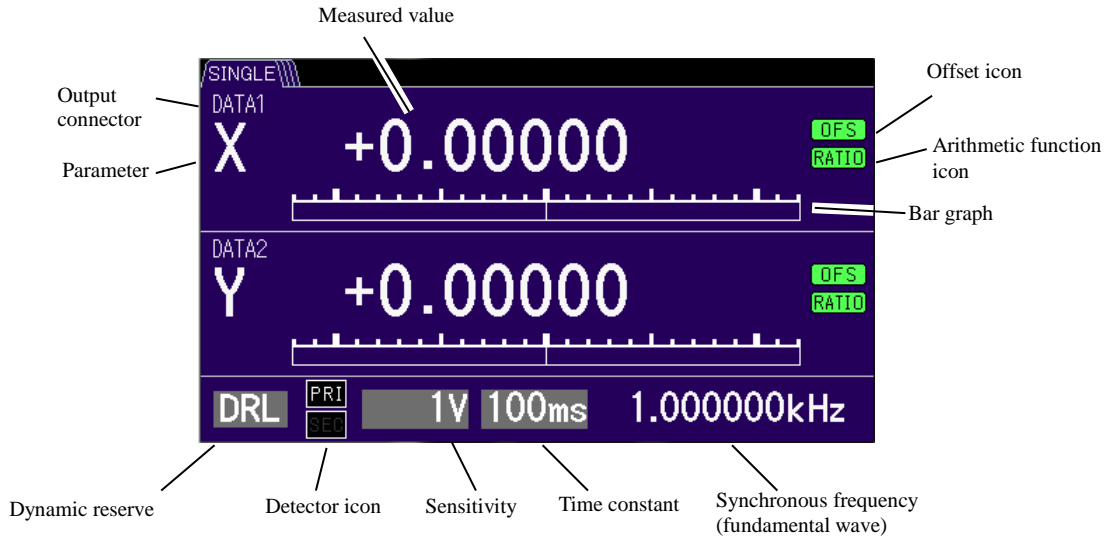 Measured value
SINGLE
Offset icon
Output
connector
DATA1
X +0.00000
OFS
RATIO
Parameter
Arithmetic function
icon
Bar graph
DATA2
Y +0.00000
OFS
RATIO
DRL PRI 1V 100ms 1.000000kHz
SEC
Dynamic reserve
Detector icon
Sensitivity
Time constant
Synchronous frequency
(fundamental wave)